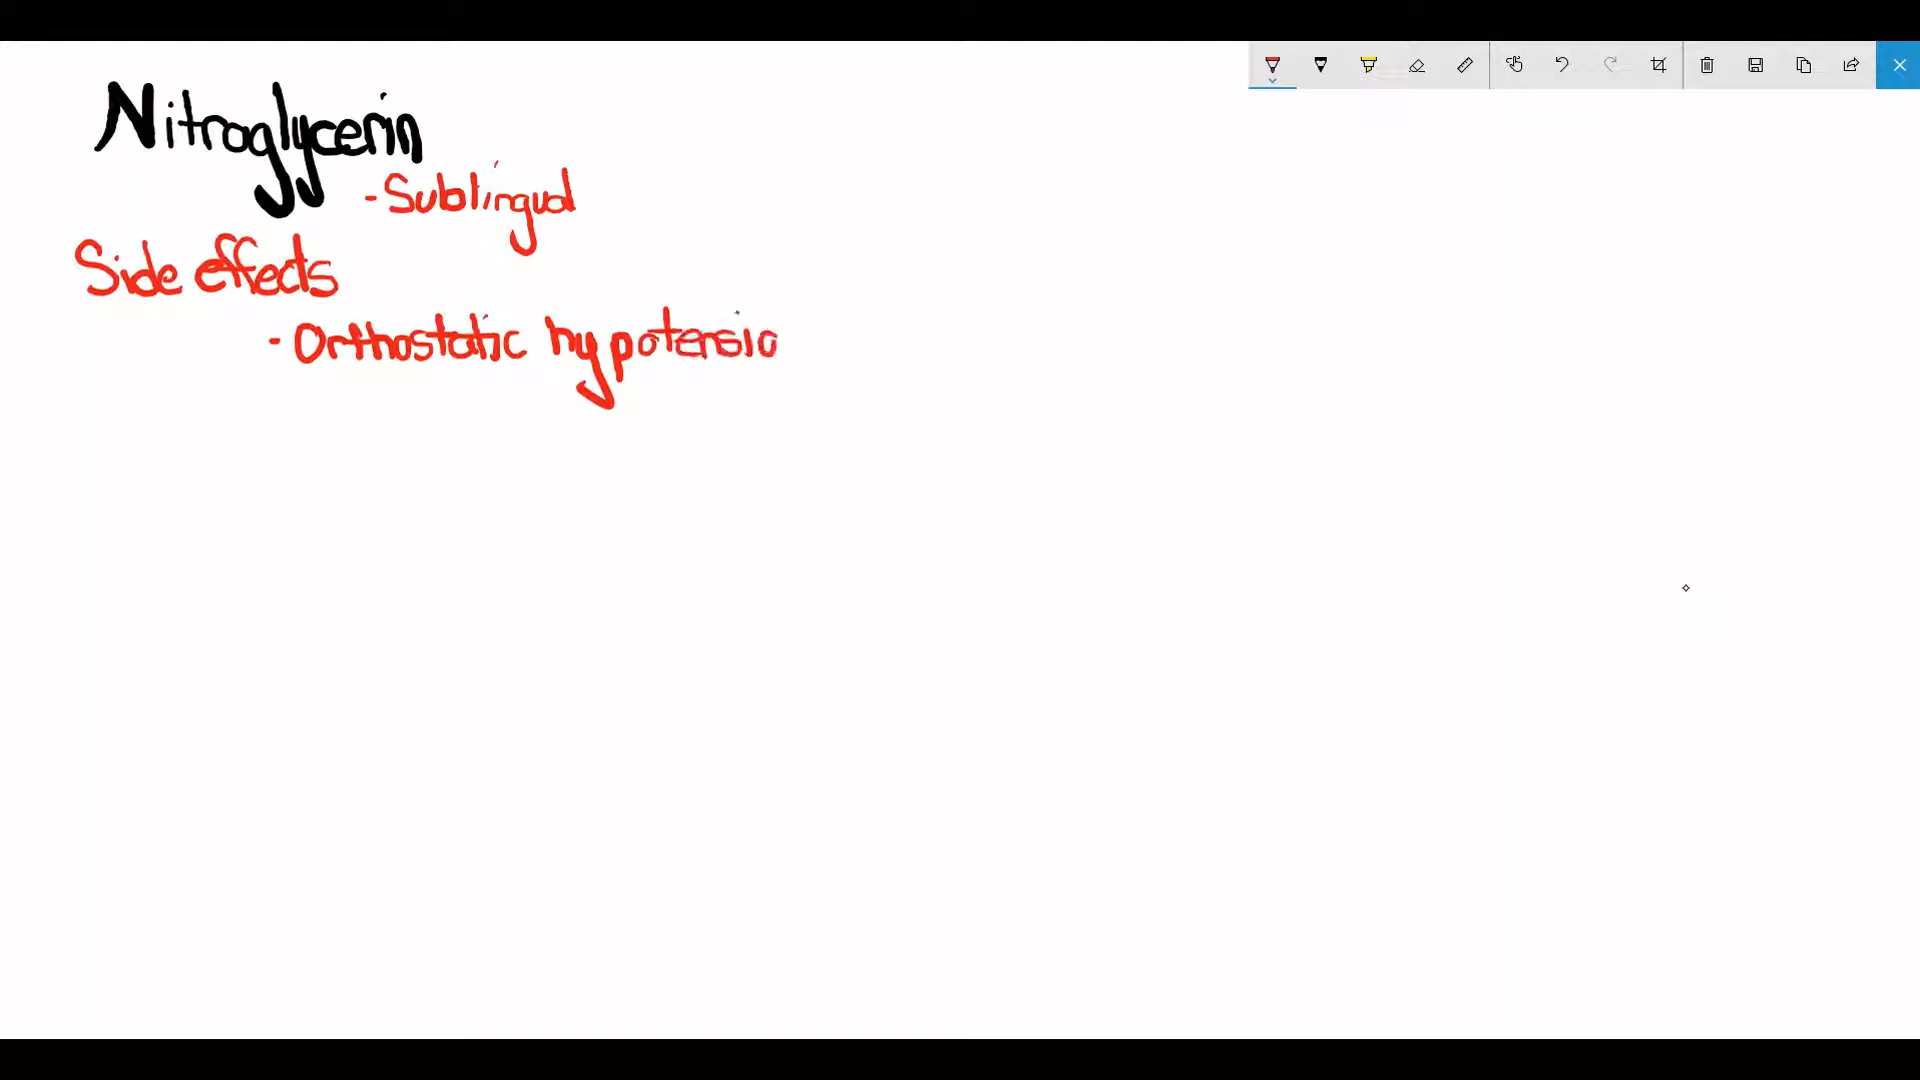 Nitroglycerin
- Sublingual
Side effects
- Orthostatic hypotensio